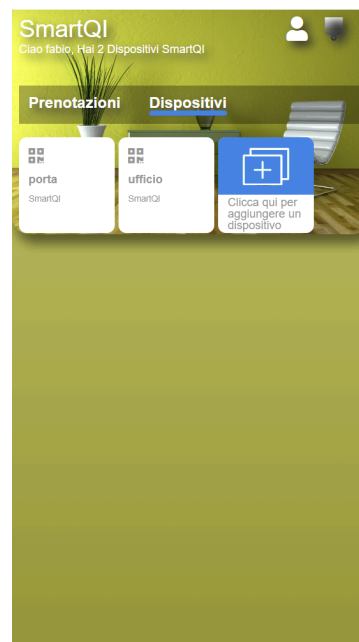 SmartQI
Ciao fabio, Hai 2 Dispositivi SmartQI
Prenotazioni Dispositivi
porta
SmartQI
ufficio
SmartQI
Clicca qui per
aggiungere un
dispositivo